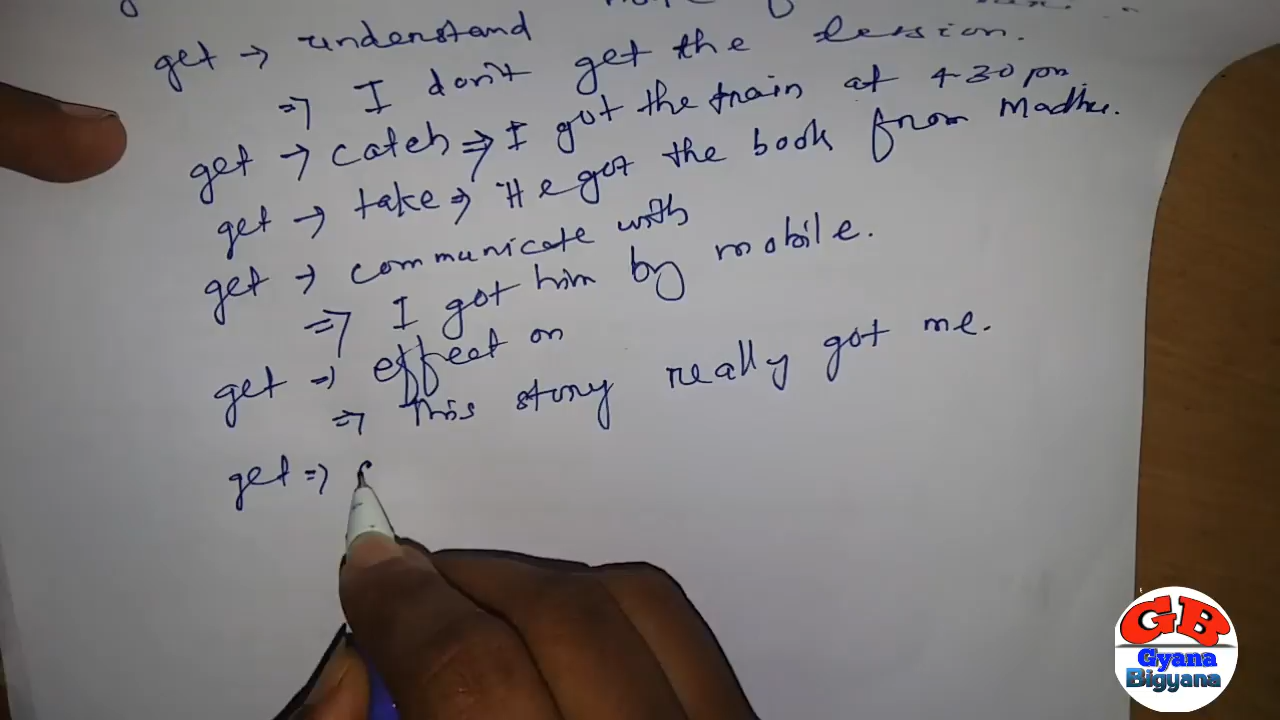 get → understand
⇒ I don't get the lession.
get → catch ⇒ I got the train at 4 30 pm
get → take ⇒ He got the book from Madhu.
get → communicate with
⇒ I got him by mobile.
get ⇒ effect on
⇒ This story really got me.
get ⇒
GB
Gyana
Bigyana